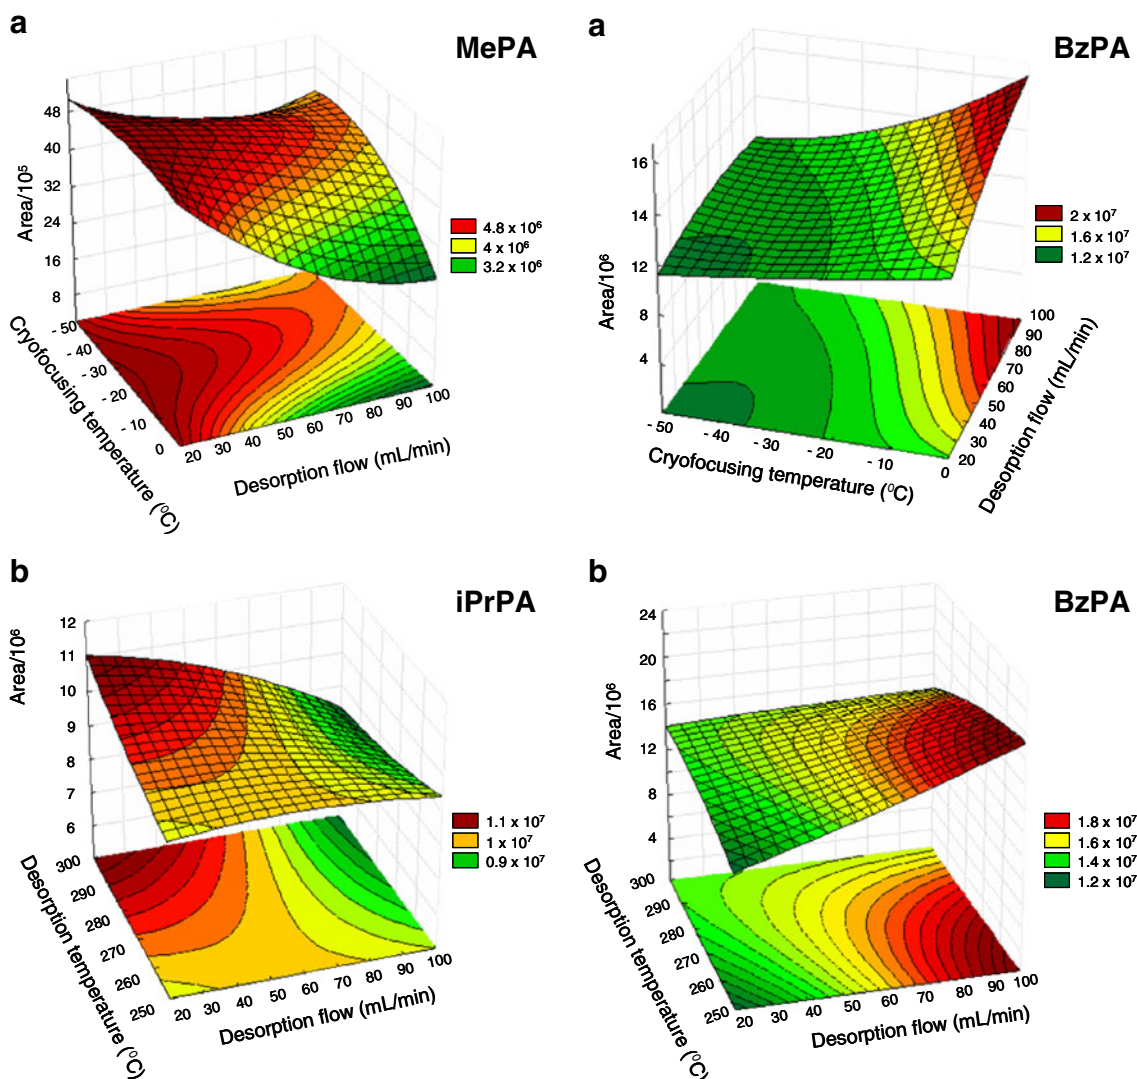 a
MePA
48
40
32
24
16
8
Area/10⁵
4.8 x 10⁶
4 x 10⁶
3.2 x 10⁶
- 50
- 40
- 30
- 20
- 10
0
Cryofocusing temperature (⁰C)
20 30 40 50 60 70 80 90 100
Desorption flow (mL/min)
a
BzPA
16
14
12
8
4
Area/10⁶
2 x 10⁷
1.6 x 10⁷
1.2 x 10⁷
- 50 - 40 - 30 - 20 - 10 0
Cryofocusing temperature (⁰C)
100
90
80
70
60
50
40
30
20
Desorption flow (mL/min)
b
iPrPA
12
11
10
9
8
7
6
Area/10⁶
1.1 x 10⁷
1 x 10⁷
0.9 x 10⁷
300
290
280
270
260
250
Desorption temperature (⁰C)
20 30 40 50 60 70 80 90 100
Desorption flow (mL/min)
b
BzPA
24
20
16
12
8
4
Area/10⁶
1.8 x 10⁷
1.6 x 10⁷
1.4 x 10⁷
1.2 x 10⁷
300
290
280
270
260
250
Desorption temperature (⁰C)
20 30 40 50 60 70 80 90 100
Desorption flow (mL/min)